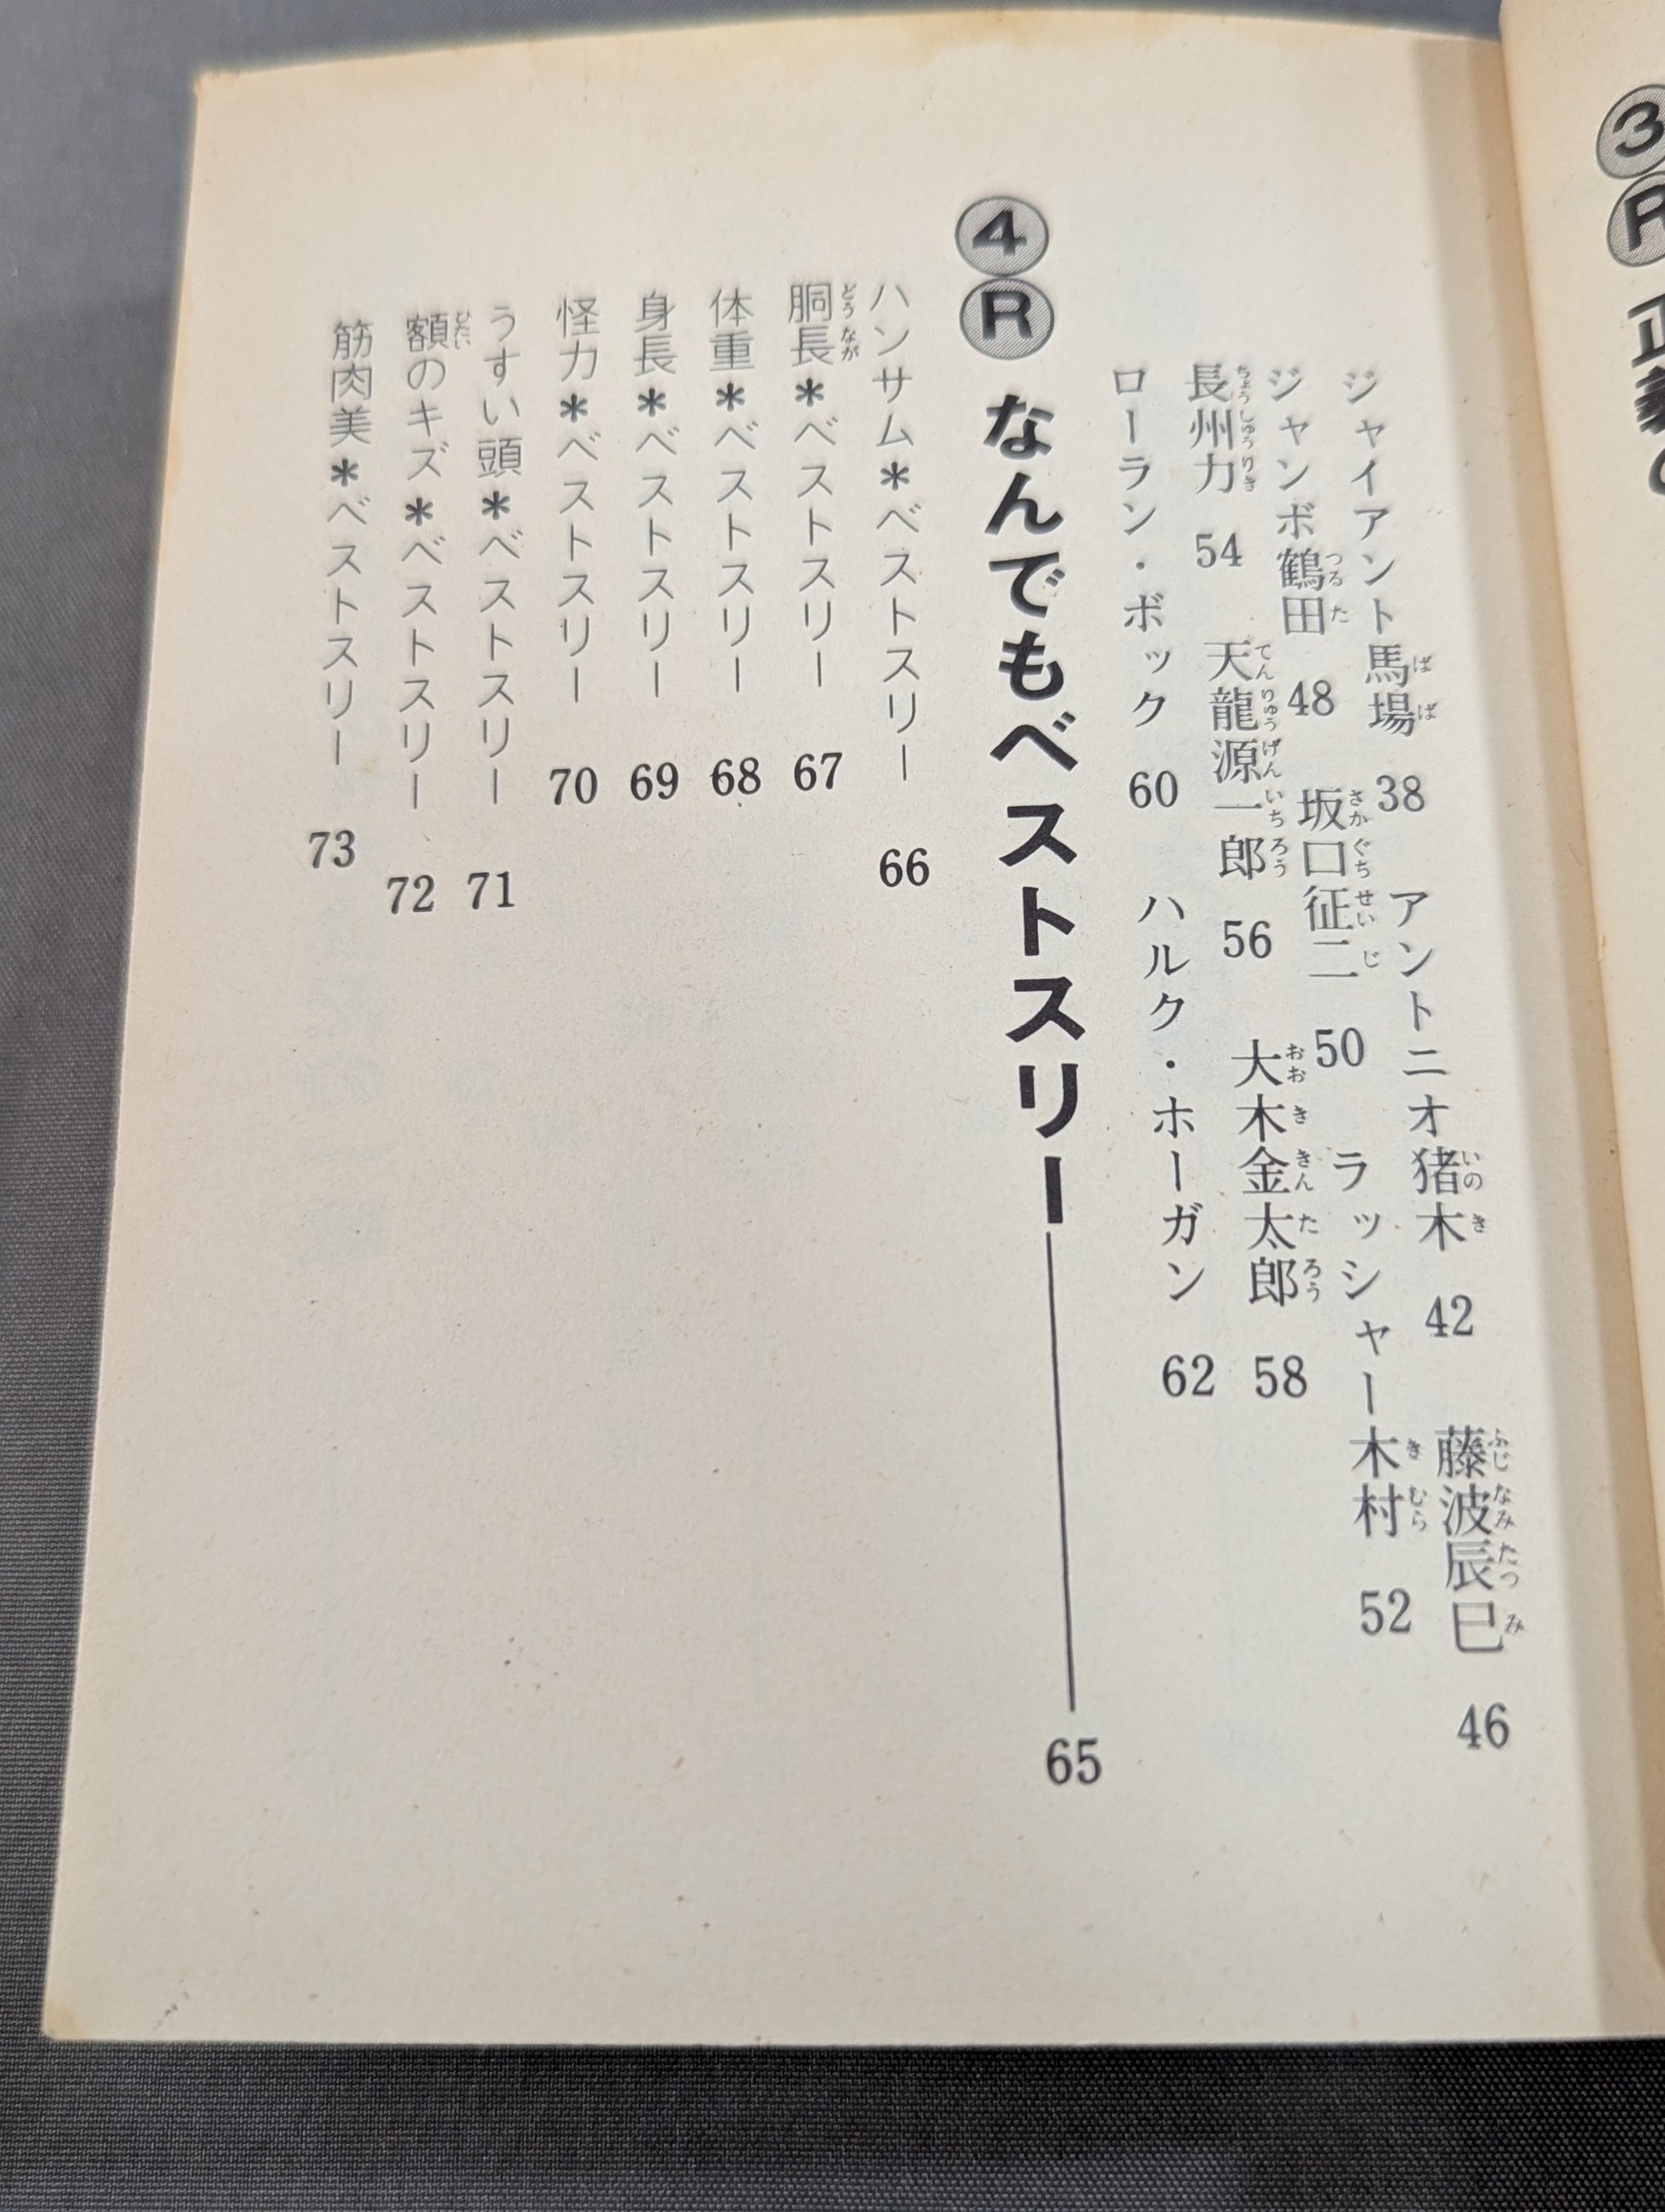 ③Ⓡ 正義の
ジャイアント馬場 38 アントニオ猪木 42 藤波辰巳 46
ジャンボ鶴田 48 坂口征二 50 ラッシャー木村 52
長州力 54 天龍源一郎 56 大木金太郎 58
ローラン・ボック 60 ハルク・ホーガン 62
④Ⓡ なんでもベストスリー 65
ハンサム＊ベストスリー 66
胴長＊ベストスリー 67
体重＊ベストスリー 68
身長＊ベストスリー 69
怪力＊ベストスリー 70
うすい頭＊ベストスリー 71
額のキズ＊ベストスリー 72
筋肉美＊ベストスリー 73